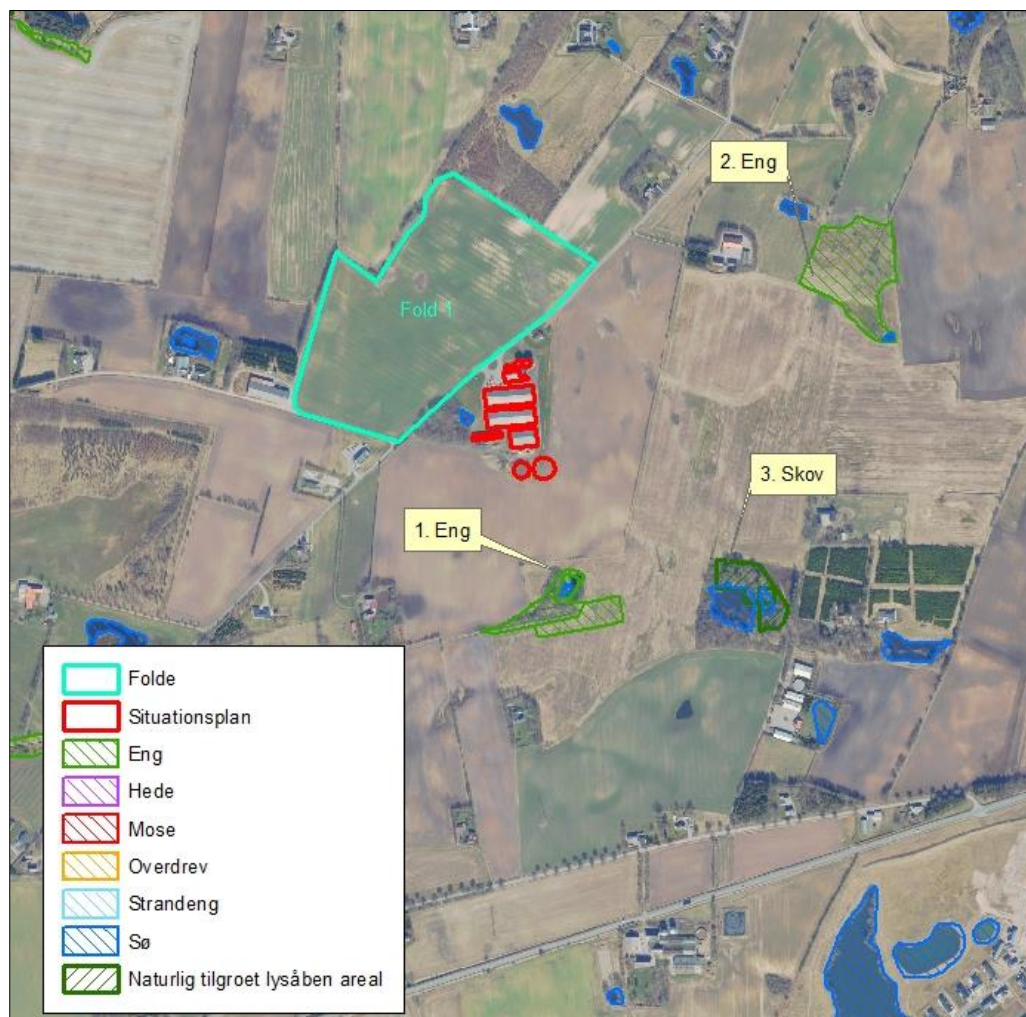 2. Eng
Fold 1
3. Skov
1. Eng
Folde
Situationsplan
Eng
Hede
Mose
Overdrev
Strandeng
Sø
Naturlig tilgroet lysåben areal